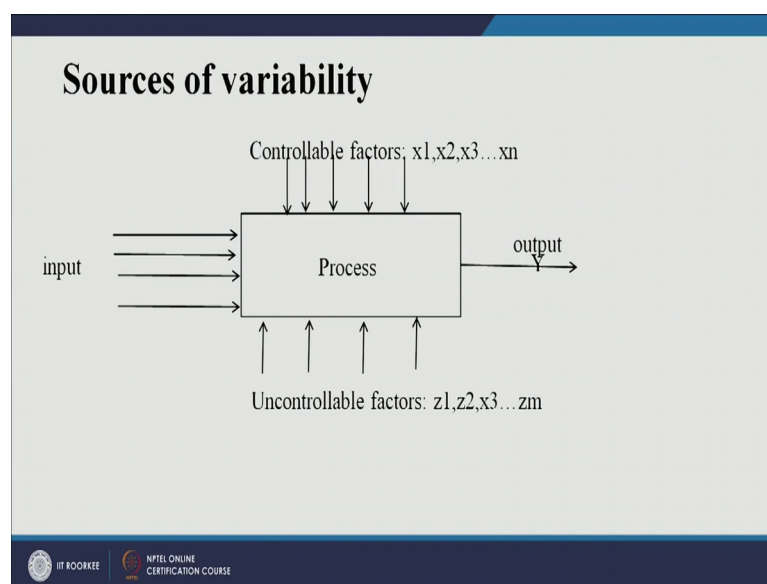 Sources of variability
Controllable factors: x1,x2,x3…xn
input
Process
output
Y
Uncontrollable factors: z1,z2,x3…zm
IIT ROORKEE
NPTEL ONLINE
CERTIFICATION COURSE